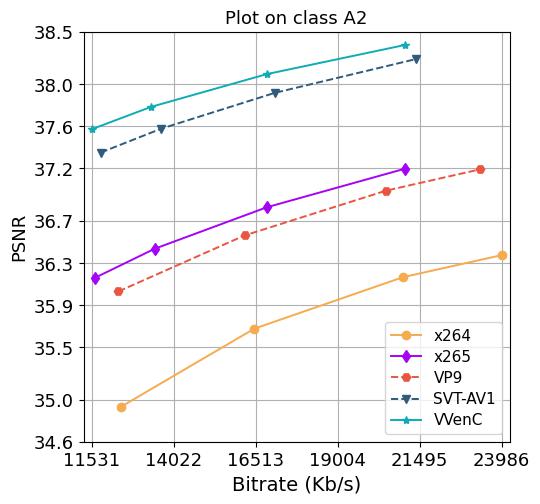 Plot on class A2
PSNR
38.5
38.0
37.6
37.2
36.7
36.3
35.9
35.5
35.0
34.6
x264
x265
VP9
SVT-AV1
VVenC
11531 14022 16513 19004 21495 23986
Bitrate (Kb/s)